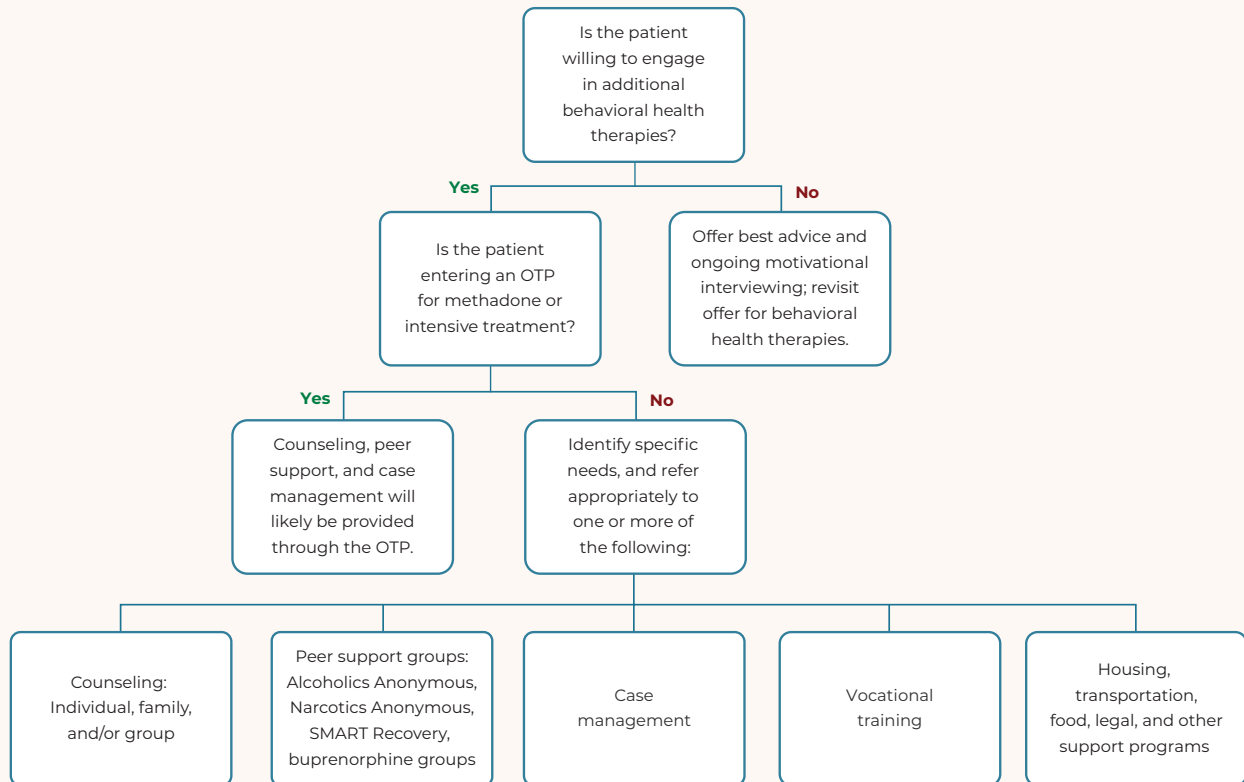 Is the patient
willing to engage
in additional
behavioral health
therapies?
Yes
No
Is the patient
entering an OTP
for methadone or
intensive treatment?
Offer best advice and
ongoing motivational
interviewing; revisit
offer for behavioral
health therapies.
Yes
No
Counseling, peer
support, and case
management will
likely be provided
through the OTP.
Identify specific
needs, and refer
appropriately to
one or more of
the following:
Counseling:
Individual, family,
and/or group
Peer support groups:
Alcoholics Anonymous,
Narcotics Anonymous,
SMART Recovery,
buprenorphine groups
Case
management
Vocational
training
Housing,
transportation,
food, legal, and other
support programs